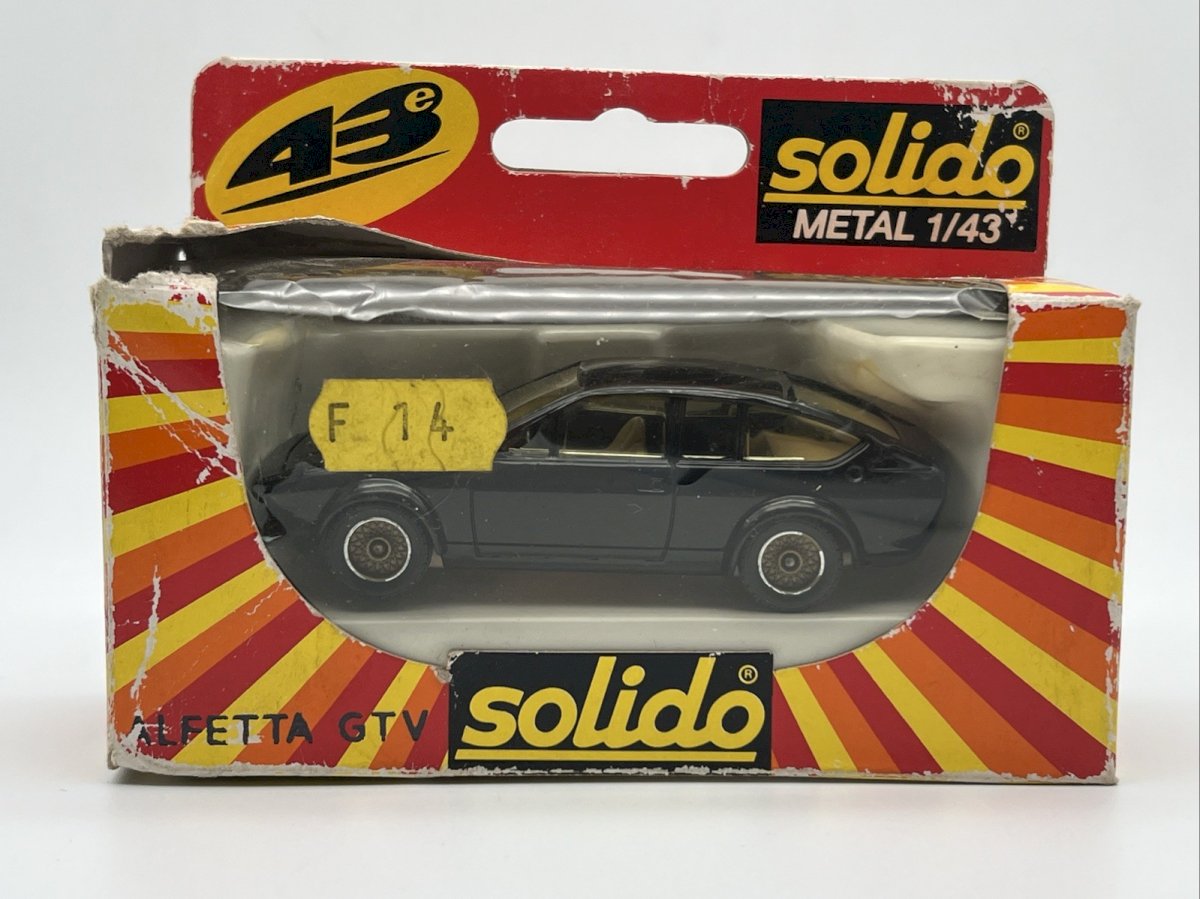 43e
solido®
METAL 1/43
F 14
ALFETTA GTV
solido®